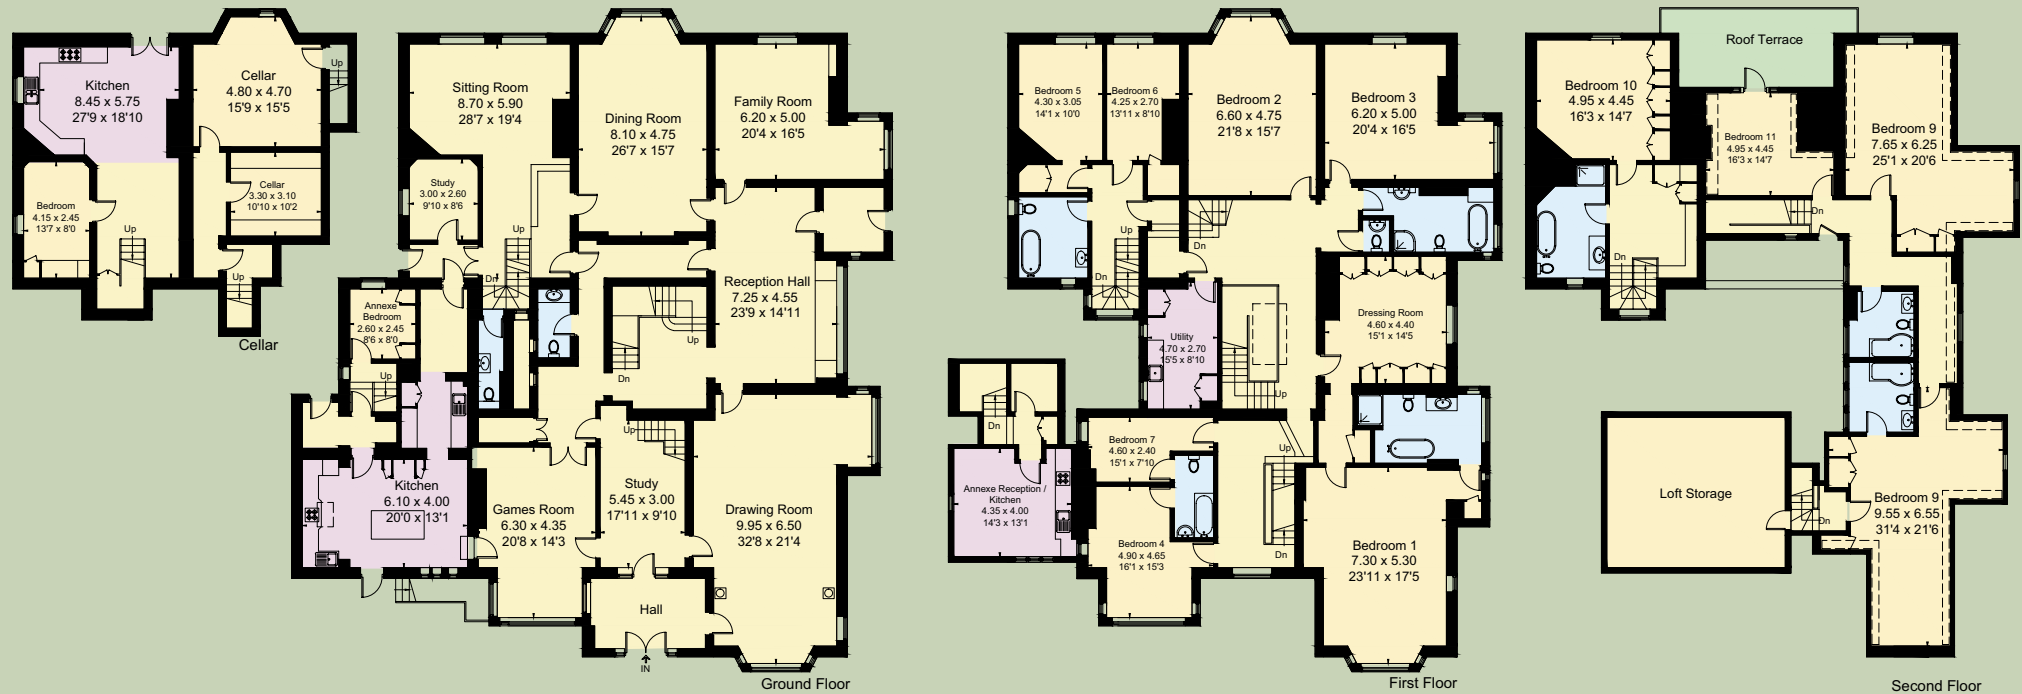 Kitchen
8.45 x 5.75
27'9 x 18'10
Cellar
4.80 x 4.70
15'9 x 15'5
Up
Cellar
3.30 x 3.10
10'10 x 10'2
Bedroom
4.15 x 2.45
13'7 x 8'0
Up
Up
Cellar
Sitting Room
8.70 x 5.90
28'7 x 19'4
Dining Room
8.10 x 4.75
26'7 x 15'7
Family Room
6.20 x 5.00
20'4 x 16'5
Study
3.00 x 2.60
9'10 x 8'6
Up
Dn
Reception Hall
7.25 x 4.55
23'9 x 14'11
Annexe
Bedroom
2.60 x 2.45
8'6 x 8'0
Up
Up
Dn
Up
Kitchen
6.10 x 4.00
20'0 x 13'1
Games Room
6.30 x 4.35
20'8 x 14'3
Study
5.45 x 3.00
17'11 x 9'10
Drawing Room
9.95 x 6.50
32'8 x 21'4
Hall
IN
Ground Floor
Bedroom 5
4.30 x 3.05
14'1 x 10'0
Bedroom 6
4.25 x 2.70
13'11 x 8'10
Bedroom 2
6.60 x 4.75
21'8 x 15'7
Bedroom 3
6.20 x 5.00
20'4 x 16'5
Up
Dn
Dn
Utility
4.70 x 2.70
15'5 x 8'10
Dressing Room
4.60 x 4.40
15'1 x 14'5
Up
Dn
Bedroom 7
4.60 x 2.40
15'1 x 7'10
Up
Annexe Reception /
Kitchen
4.35 x 4.00
14'3 x 13'1
Bedroom 4
4.90 x 4.65
16'1 x 15'3
Dn
Bedroom 1
7.30 x 5.30
23'11 x 17'5
First Floor
Roof Terrace
Bedroom 10
4.95 x 4.45
16'3 x 14'7
Bedroom 11
4.95 x 4.45
16'3 x 14'7
Bedroom 9
7.65 x 6.25
25'1 x 20'6
Dn
Up
Dn
Loft Storage
Dn
Bedroom 9
9.55 x 6.55
31'4 x 21'6
Second Floor